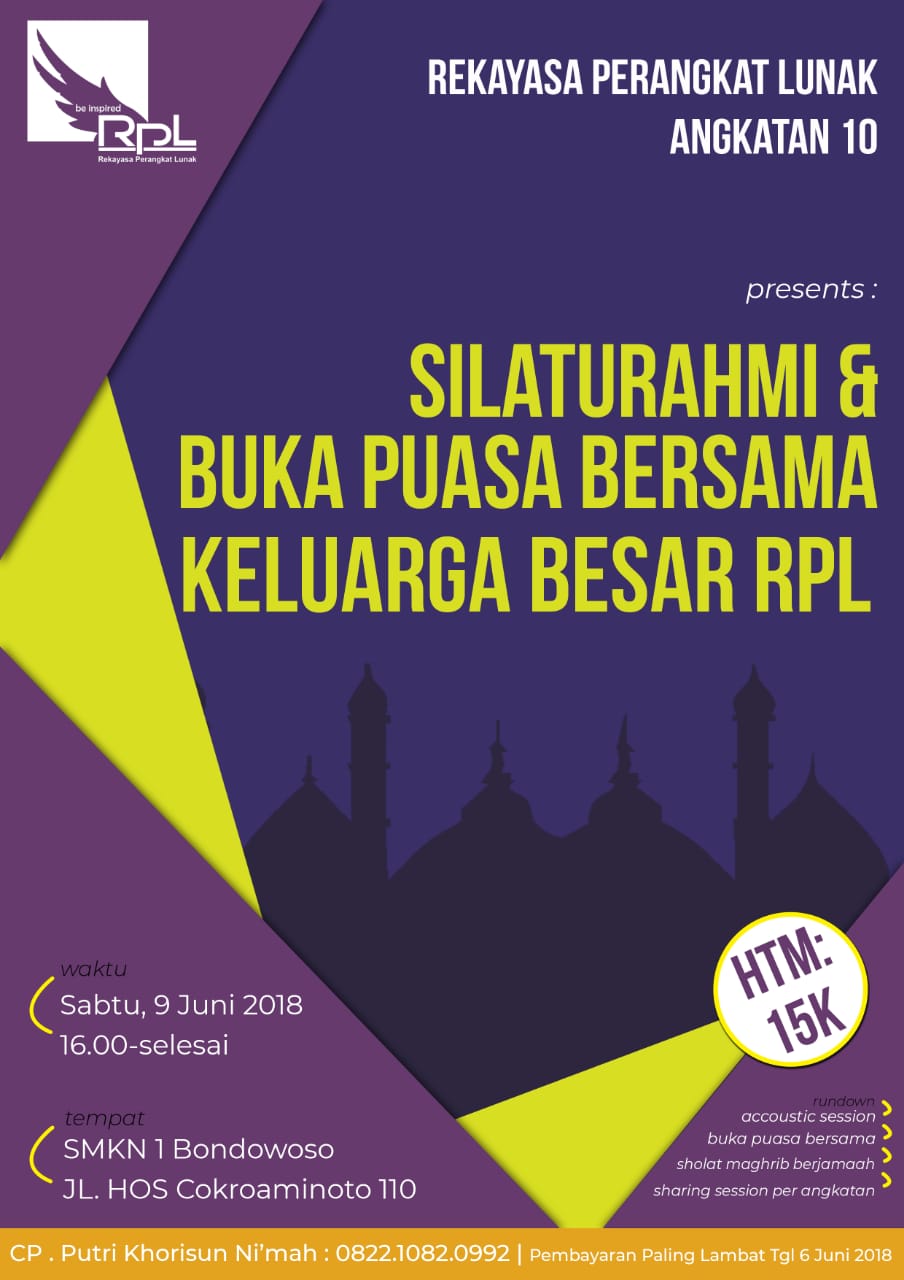 be inspired
RPL
Rekayasa Perangkat Lunak
REKAYASA PERANGKAT LUNAK
ANGKATAN 10
presents :
SILATURAHMI &
BUKA PUASA BERSAMA
KELUARGA BESAR RPL
waktu
Sabtu, 9 Juni 2018
16.00-selesai
tempat
SMKN 1 Bondowoso
JL. HOS Cokroaminoto 110
HTM:
15K
rundown
accoustic session
buka puasa bersama
sholat maghrib berjamaah
sharing session per angkatan
CP . Putri Khorisun Ni'mah : 0822.1082.0992 | Pembayaran Paling Lambat Tgl 6 Juni 2018